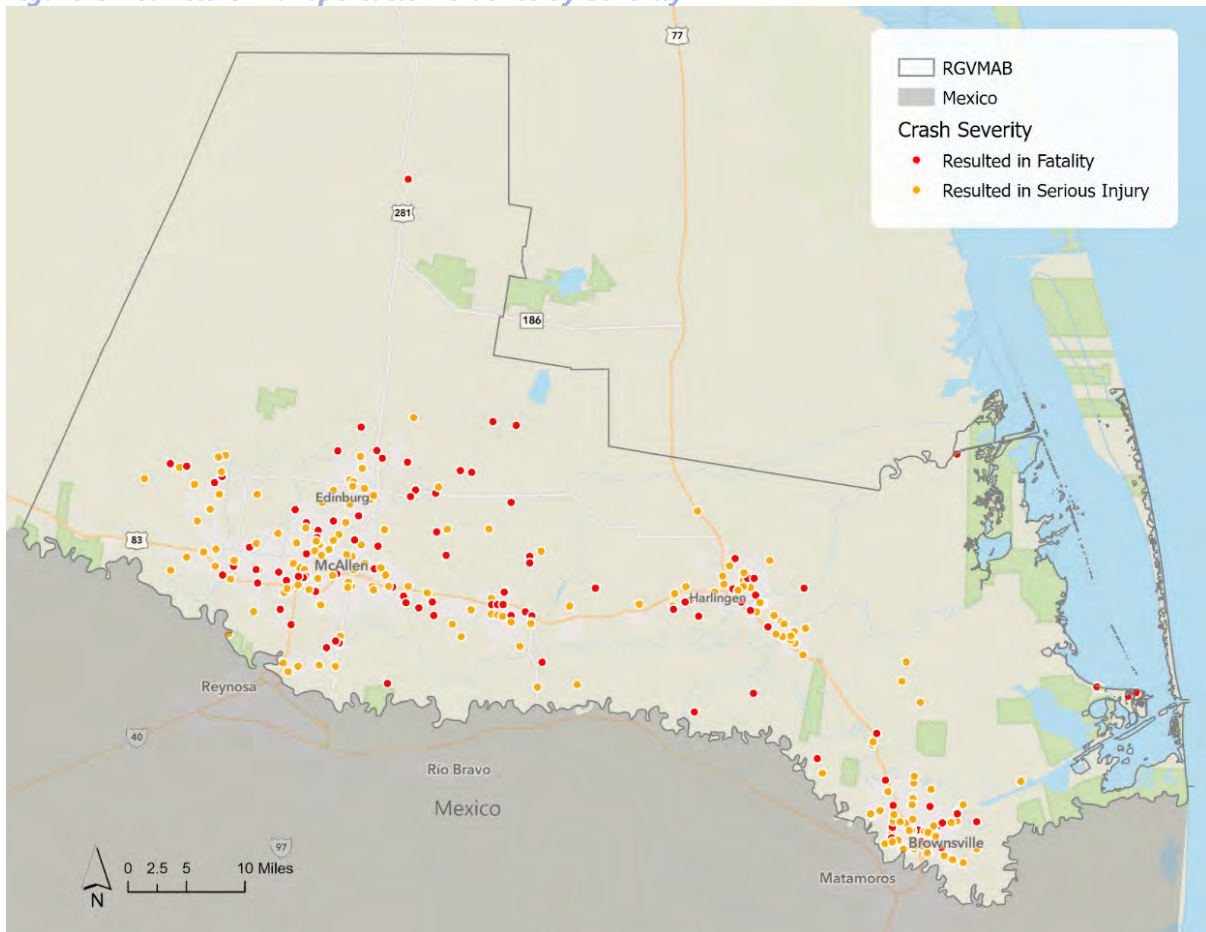 77
RGVMAB
Mexico
Crash Severity
Resulted in Fatality
Resulted in Serious Injury
281
186
Edinburg
83
McAllen
Harlingen
Reynosa
40
Río Bravo
Mexico
97
Brownsville
Matamoros
0 2.5 5 10 Miles
N